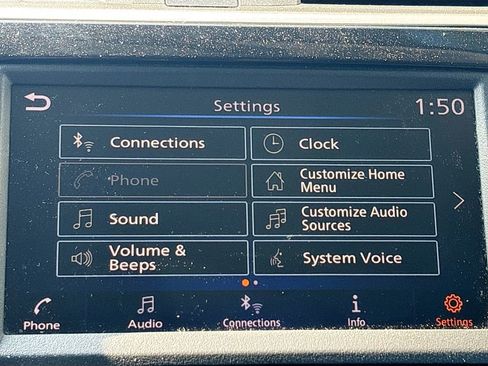 Settings
1:50
Connections
Clock
Phone
Customize Home
Menu
Sound
Customize Audio
Sources
Volume &
Beeps
System Voice
Phone
Audio
Connections
Info
Settings